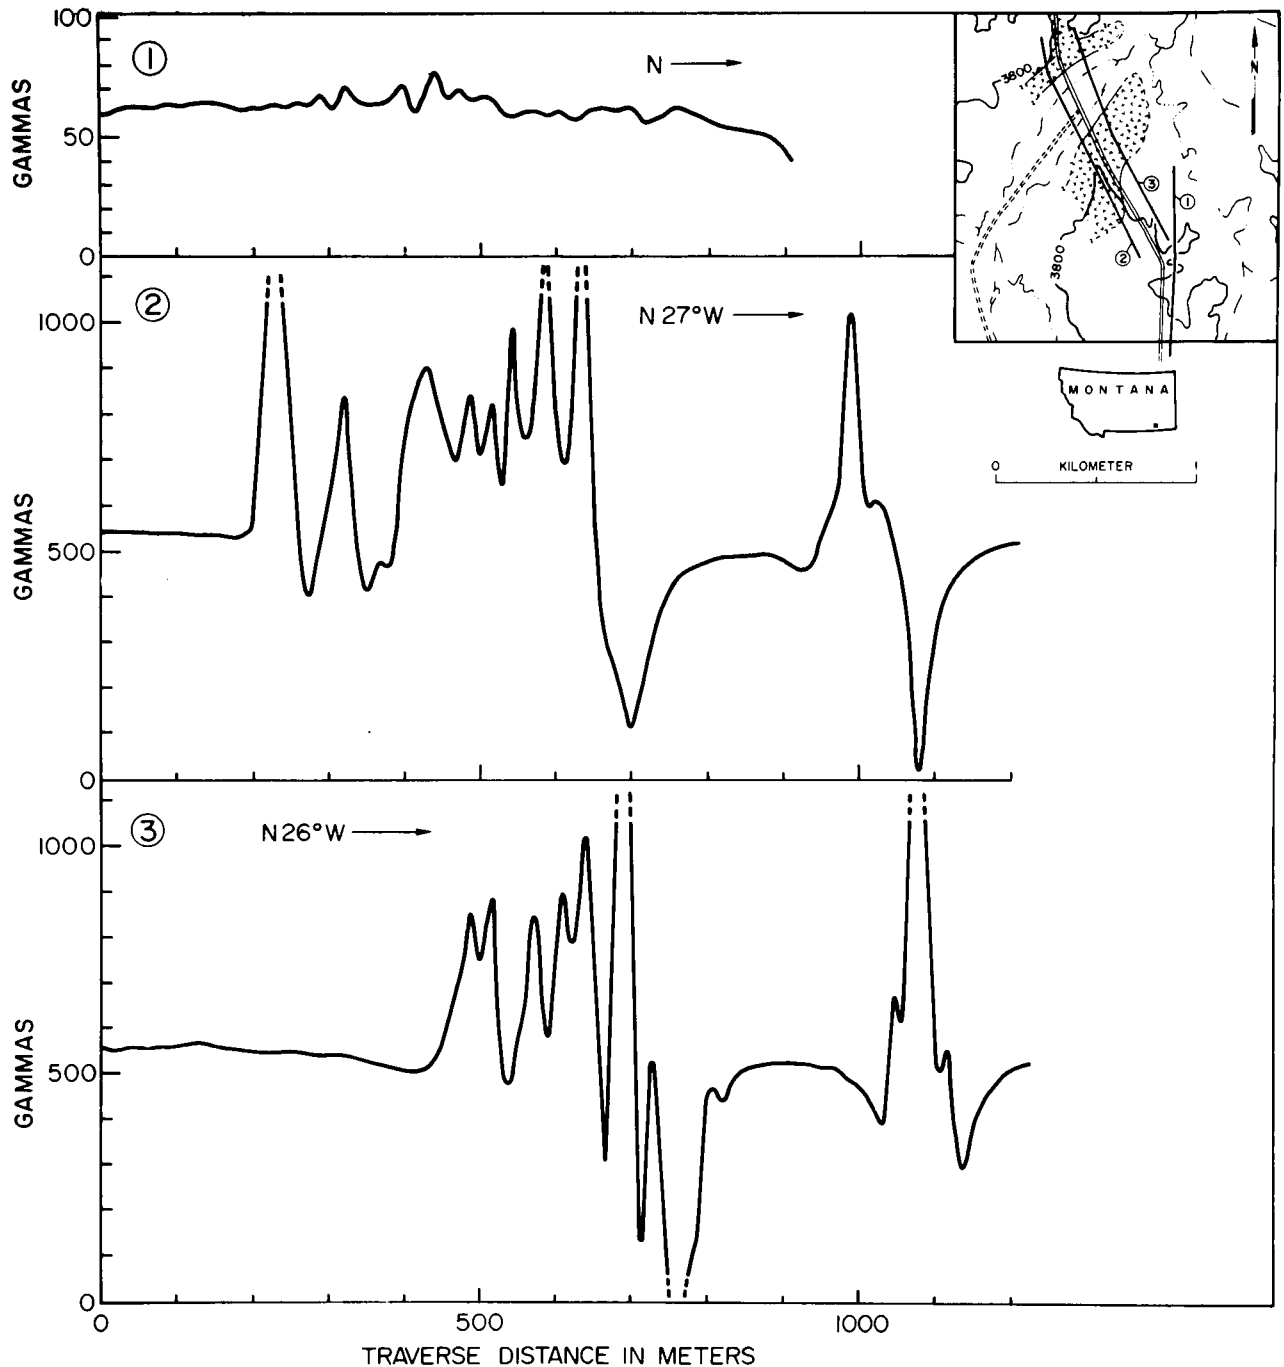 100
①
N
50
GAMMAS
0
N
3800
③
①
②
3800
MONTANA
0 KILOMETER 1
②
N 27° W
1000
500
GAMMAS
0
③
N 26° W
1000
500
GAMMAS
0
0 500 1000
TRAVERSE DISTANCE IN METERS